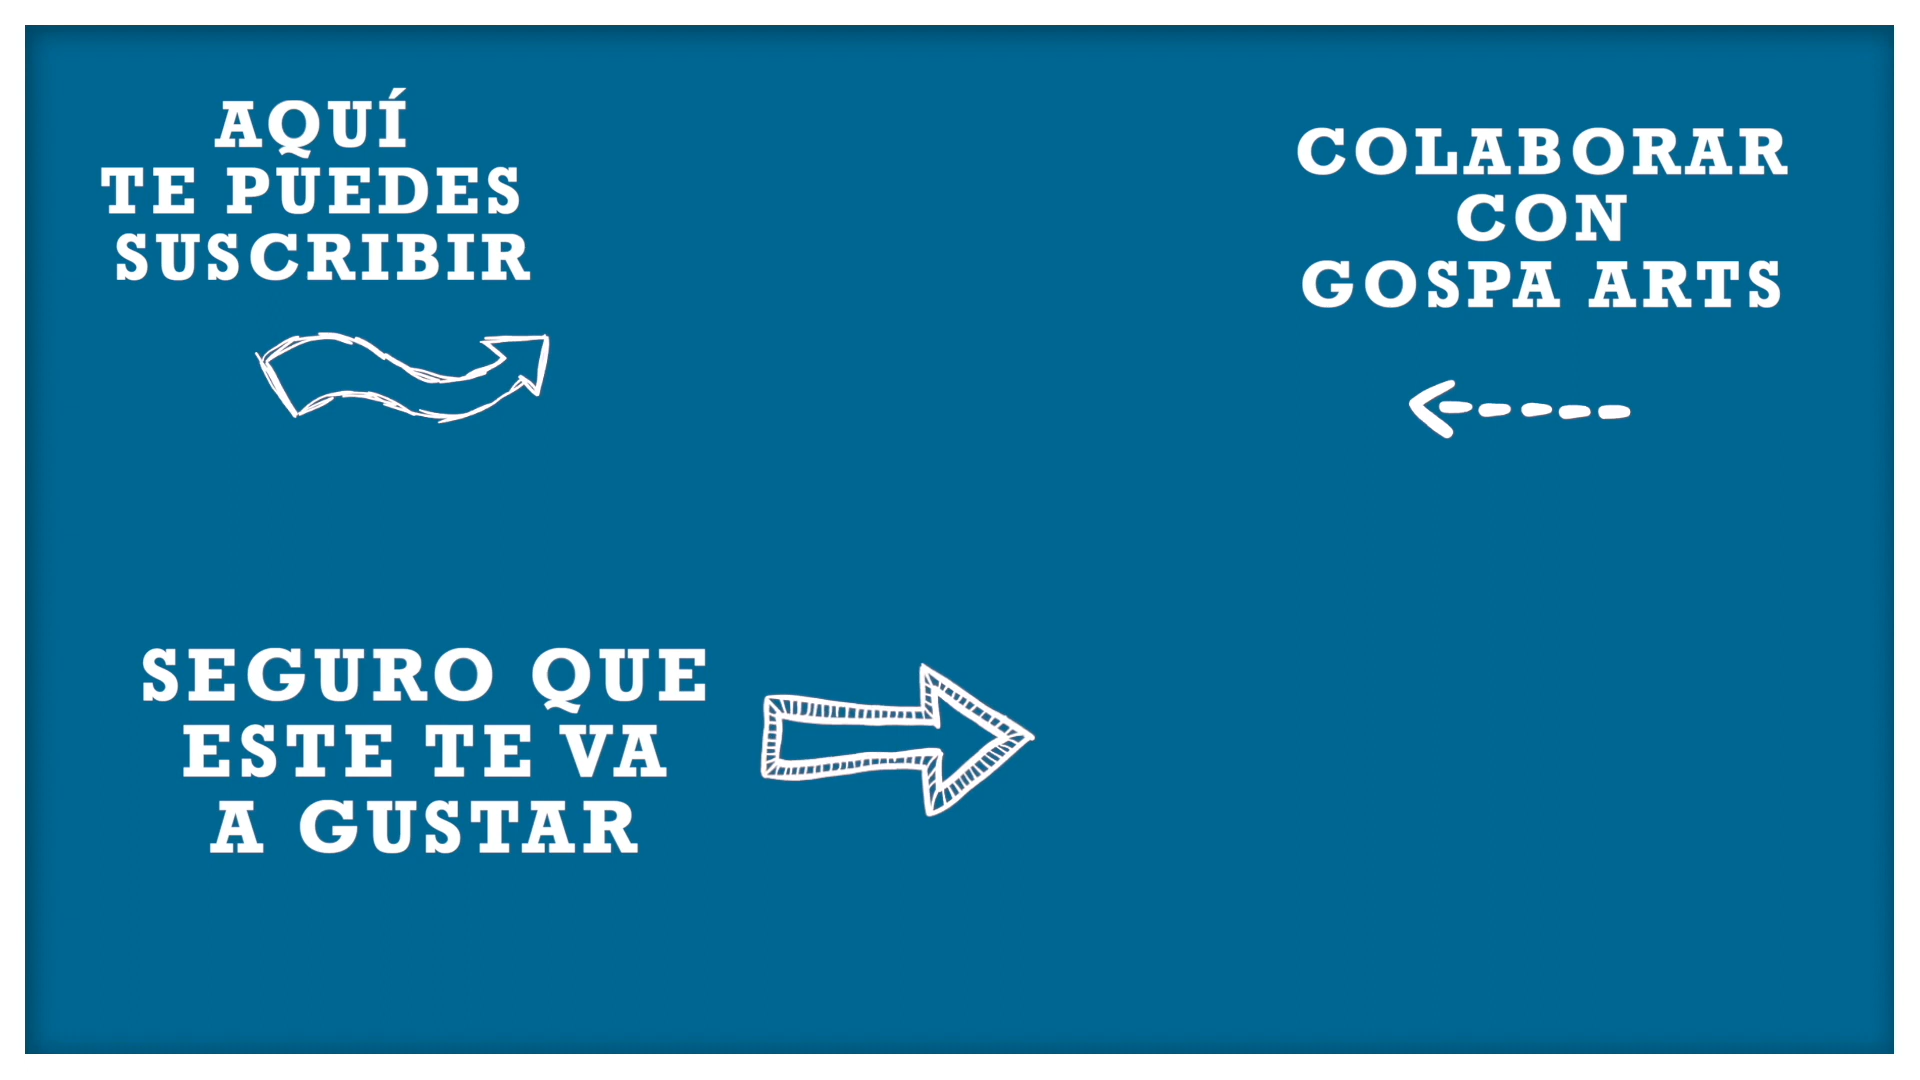 AQUÍ
TE PUEDES
SUSCRIBIR
COLABORAR
CON
GOSPA ARTS
SEGURO QUE
ESTE TE VA
A GUSTAR